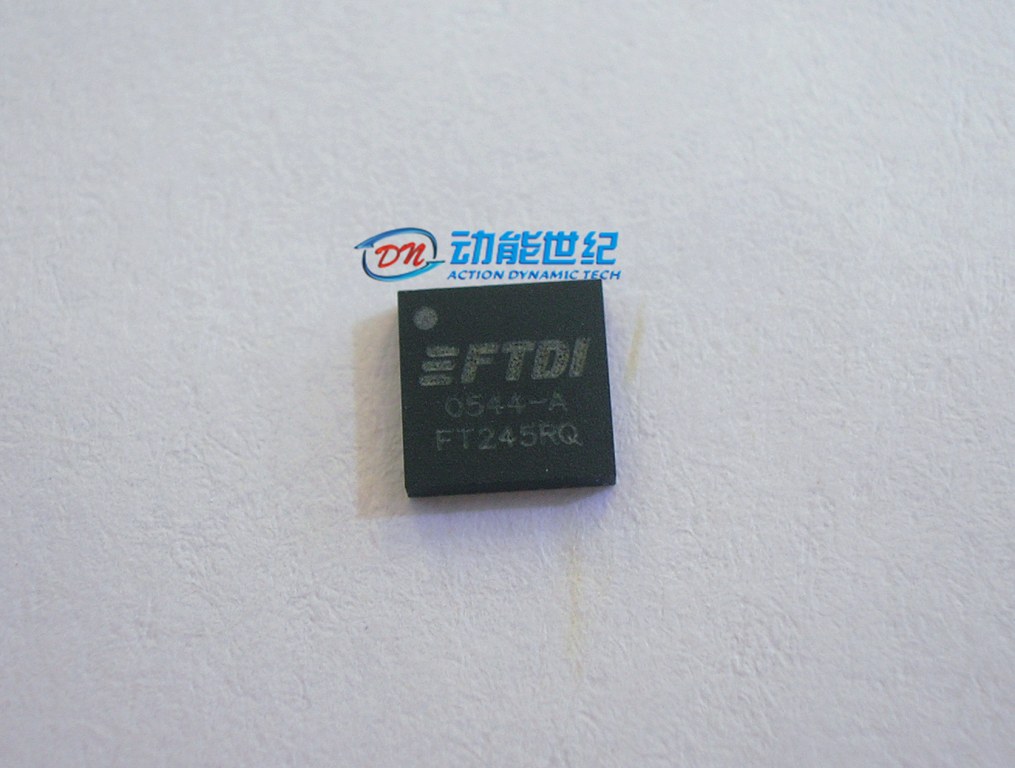 DN 动能世纪
ACTION DYNAMIC TECH
FTDI
0544-A
FT245RQ